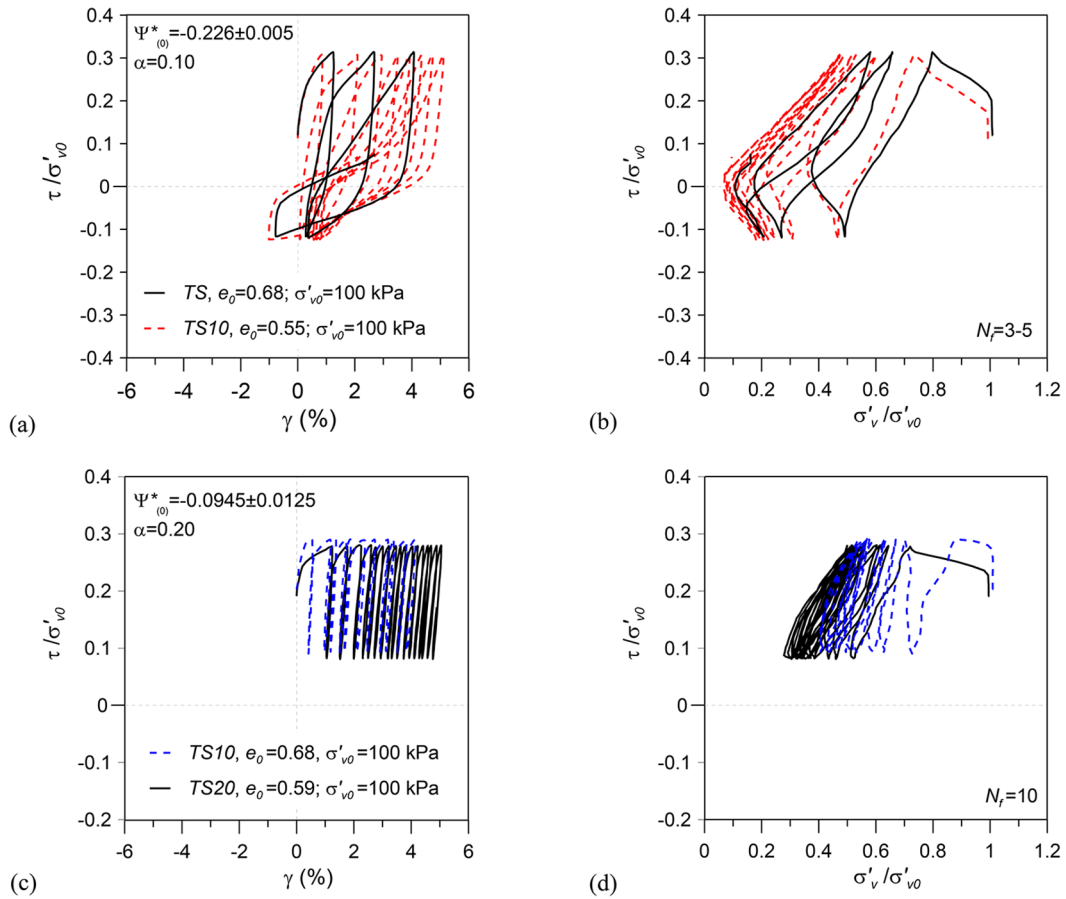 Ψ*(0)=-0.226±0.005
α=0.10
0.4
0.3
0.2
0.1
0
-0.1
-0.2
-0.3
-0.4
τ/σ'v0
TS, e0=0.68; σ'v0=100 kPa
TS10, e0=0.55; σ'v0=100 kPa
-6 -4 -2 0 2 4 6
γ (%)
(a)
0.4
0.3
0.2
0.1
0
-0.1
-0.2
-0.3
-0.4
τ/σ'v0
Nf=3-5
0 0.2 0.4 0.6 0.8 1 1.2
σ'v/σ'v0
(b)
Ψ*(0)=-0.0945±0.0125
α=0.20
0.4
0.3
0.2
0.1
0
-0.1
-0.2
τ/σ'v0
TS10, e0=0.68, σ'v0=100 kPa
TS20, e0=0.59; σ'v0=100 kPa
-6 -4 -2 0 2 4 6
γ (%)
(c)
0.4
0.3
0.2
0.1
0
-0.1
-0.2
τ/σ'v0
Nf=10
0 0.2 0.4 0.6 0.8 1 1.2
σ'v/σ'v0
(d)